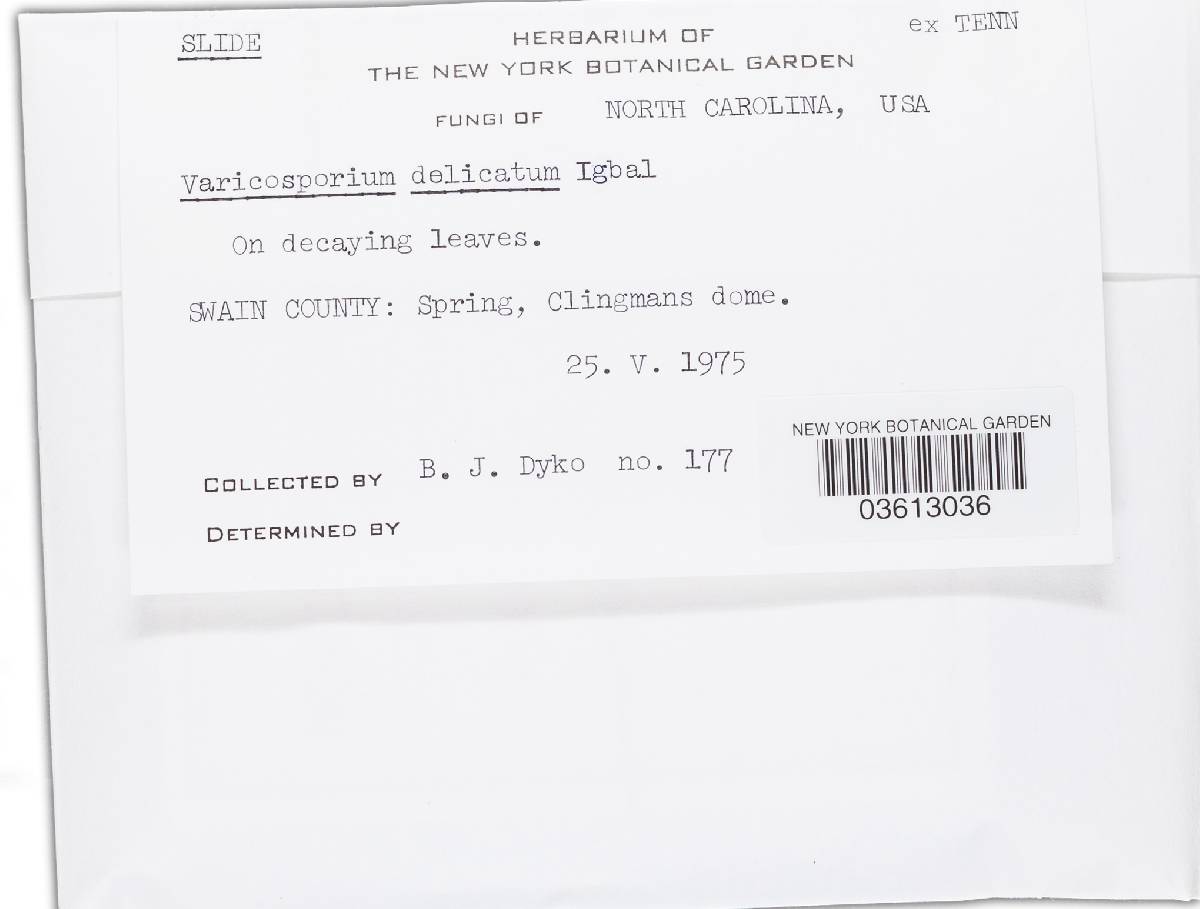 SLIDE
HERBARIUM OF
ex TENN
THE NEW YORK BOTANICAL GARDEN
FUNGI OF NORTH CAROLINA, USA
Varicosporium delicatum Igbal
On decaying leaves.
SWAIN COUNTY: Spring, Clingmans dome.
25. V. 1975
NEW YORK BOTANICAL GARDEN
03613036
COLLECTED BY B. J. Dyko no. 177
DETERMINED BY